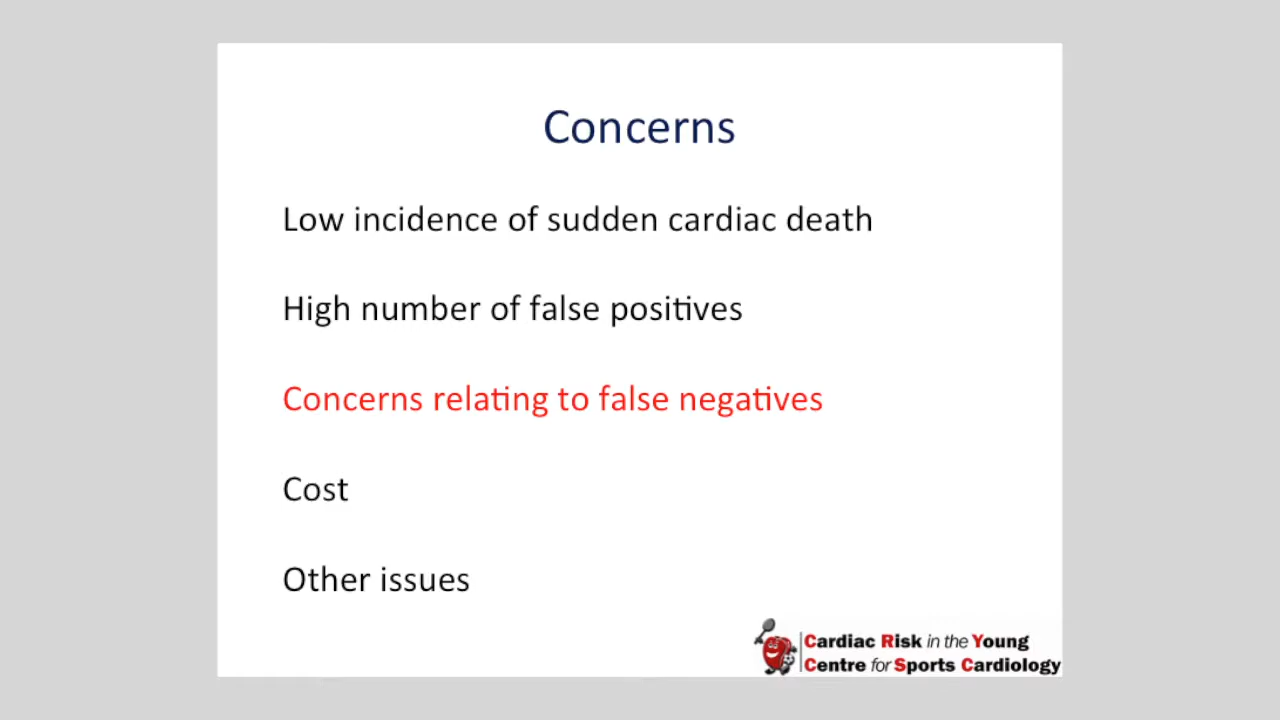 Concerns
Low incidence of sudden cardiac death
High number of false positives
Concerns relating to false negatives
Cost
Other issues
Cardiac Risk in the Young
Centre for Sports Cardiology